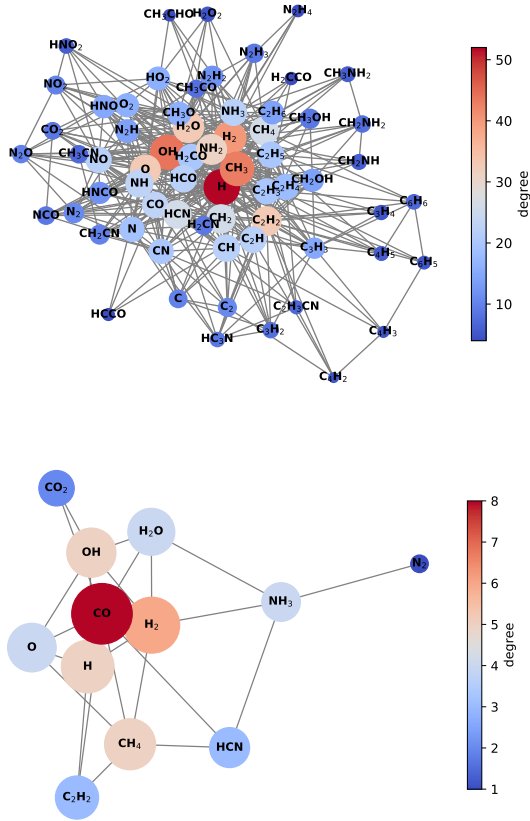 CH₃CHO
H₂O₂
N₂H₄
HNO₂
N₂H₃
NO₂
HO₂
N₂H₂
H₂CCO
CH₃NH₂
CH₃CO
HNO
O₂
CH₃O
NH₃
C₂H₆
CH₃OH
CH₂NH₂
CO₂
N₂H
H₂O
H₂
CH₄
N₂O
CH₃CN
NO
OH
H₂CO
NH₂
C₂H₅
CH₂NH
O
CH₃
HNCO
NH
HCO
H
C₂H₃
C₂H₄
CH₂OH
C₆H₆
NCO
N₂
CO
HCN
CH₂
C₂H₂
C₃H₄
CH₂CN
N
H₂CN
CN
CH
C₂H
C₃H₃
C₄H₅
C₆H₅
HCCO
C
C₂
C₂H₃CN
HC₃N
C₃H₂
C₄H₃
C₄H₂
50
40
30
20
10
degree
CO₂
OH
H₂O
N₂
CO
H₂
NH₃
O
H
CH₄
HCN
C₂H₂
8
7
6
5
4
3
2
1
degree